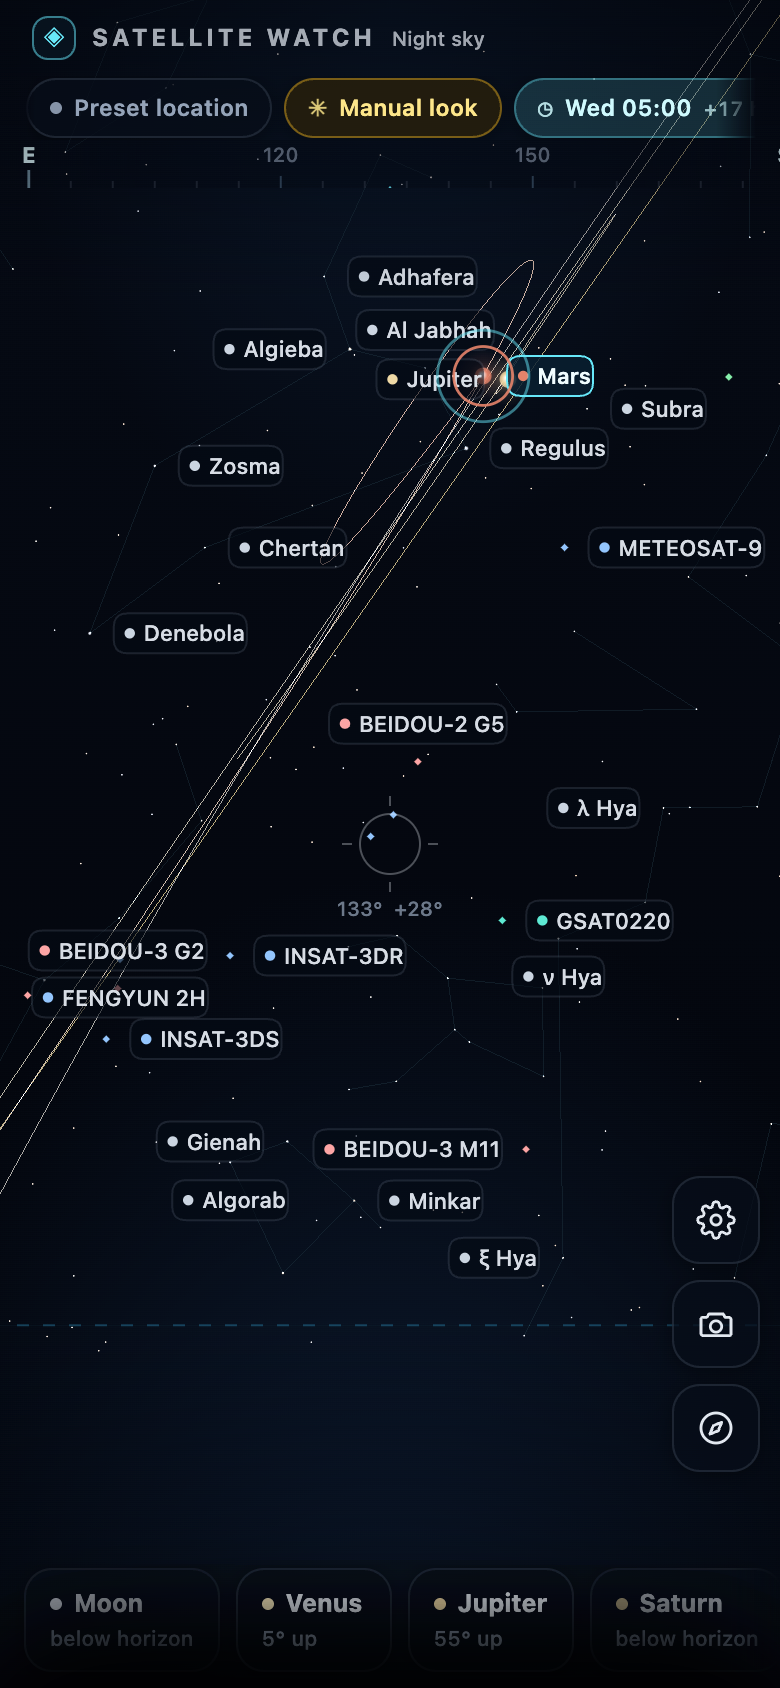 SATELLITE WATCH Night sky
Preset location
Manual look
Wed 05:00 +17
E 120 150
Adhafera
Al Jabhah
Algieba
Jupiter
Mars
Subra
Regulus
Zosma
Chertan
METEOSAT-9
Denebola
BEIDOU-2 G5
λ Hya
133° +28°
GSAT0220
BEIDOU-3 G2
INSAT-3DR
ν Hya
FENGYUN 2H
INSAT-3DS
Gienah
BEIDOU-3 M11
Algorab
Minkar
ξ Hya
Moon
below horizon
Venus
5° up
Jupiter
55° up
Saturn
below horizon